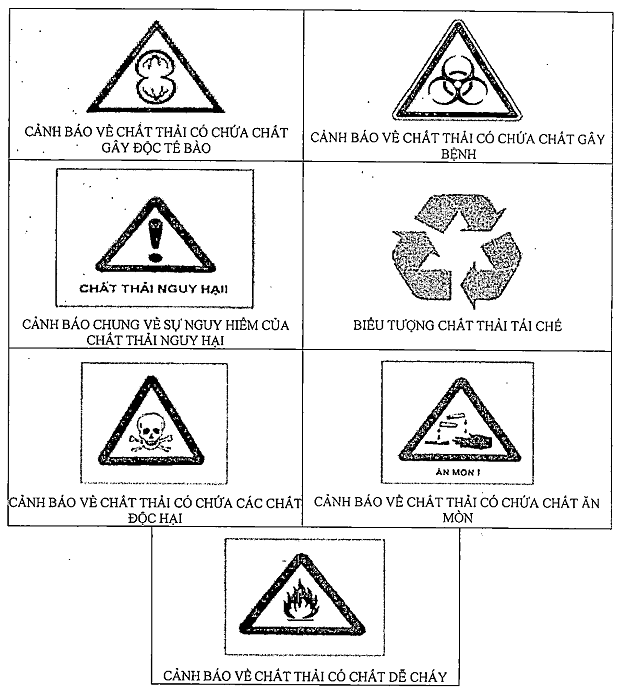 CẢNH BÁO VỀ CHẤT THẢI CÓ CHỨA CHẤT
GÂY ĐỘC TẾ BÀO
CẢNH BÁO VỀ CHẤT THẢI CÓ CHỨA CHẤT GÂY
BỆNH
CHẤT THẢI NGUY HẠI!
CẢNH BÁO CHUNG VỀ SỰ NGUY HIỂM CỦA
CHẤT THẢI NGUY HẠI
BIỂU TƯỢNG CHẤT THẢI TÁI CHẾ
CẢNH BÁO VỀ CHẤT THẢI CÓ CHỨA CÁC CHẤT
ĐỘC HẠI
ĂN MÒN !
CẢNH BÁO VỀ CHẤT THẢI CÓ CHỨA CHẤT ĂN
MÒN
CẢNH BÁO VỀ CHẤT THẢI CÓ CHẤT DỄ CHÁY